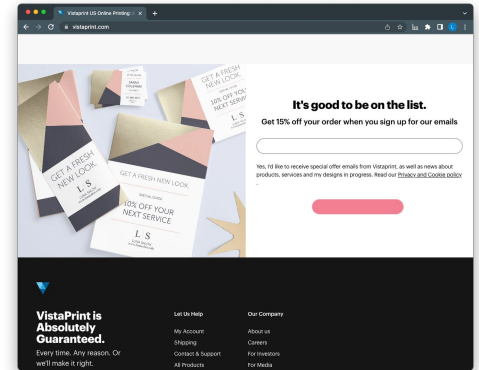 Vistaprint US Online Printing:
vistaprint.com
GET A FRESH
NEW LOOK.
10% OFF YOUR
NEXT SERVICE
GET A FRESH
NEW LOOK.
L S
GET A FRESH NEW LOOK.
10% OFF YOUR
NEXT SERVICE
L S
It's good to be on the list.
Get 15% off your order when you sign up for our emails
Yes, I'd like to receive special offer emails from Vistaprint, as well as news about
products, services and my designs in progress. Read our Privacy and Cookie policy
.
VistaPrint is
Absolutely
Guaranteed.
Every time. Any reason. Or
we'll make it right.
Let Us Help
My Account
Shipping
Contact & Support
All Products
Our Company
About us
Careers
For Investors
For Media